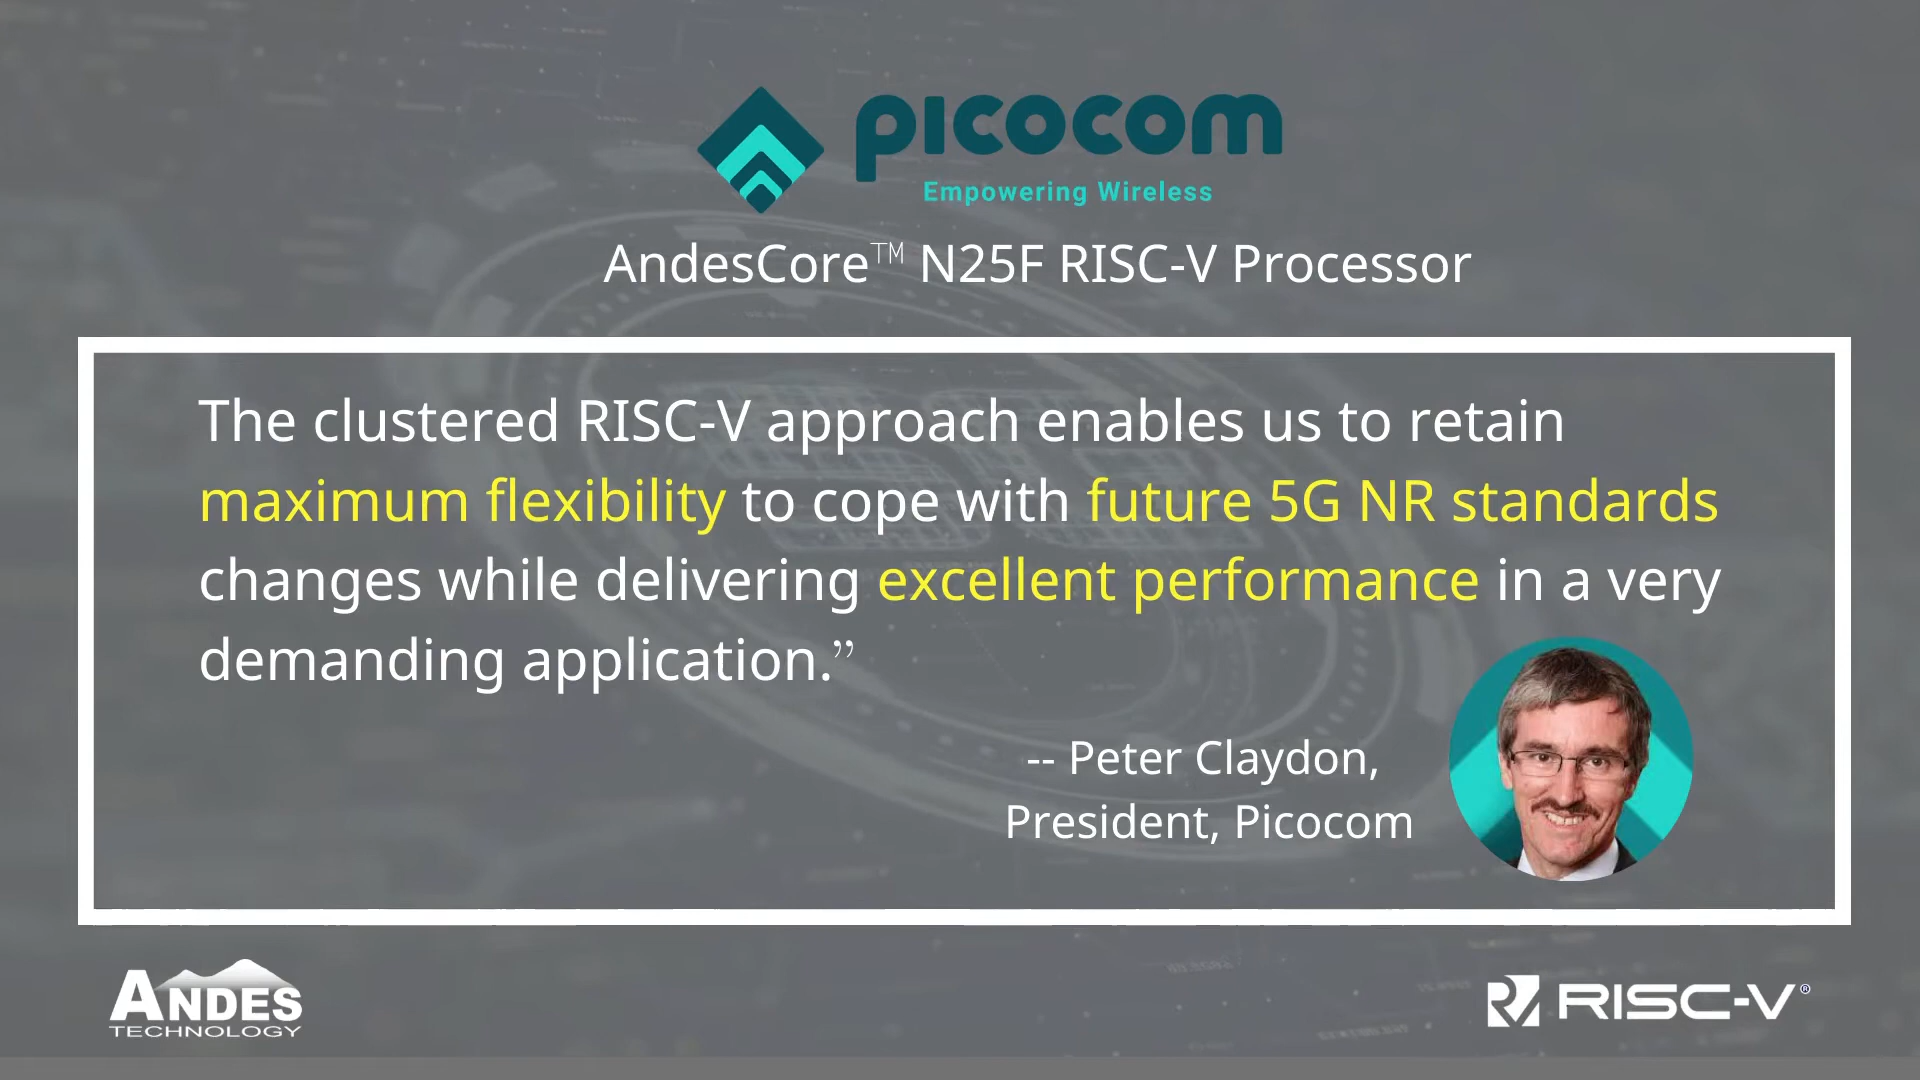 picocom
Empowering Wireless
AndesCore™ N25F RISC-V Processor
The clustered RISC-V approach enables us to retain
maximum flexibility to cope with future 5G NR standards
changes while delivering excellent performance in a very
demanding application.”
-- Peter Claydon,
President, Picocom
ANDES
TECHNOLOGY
RISC-V®